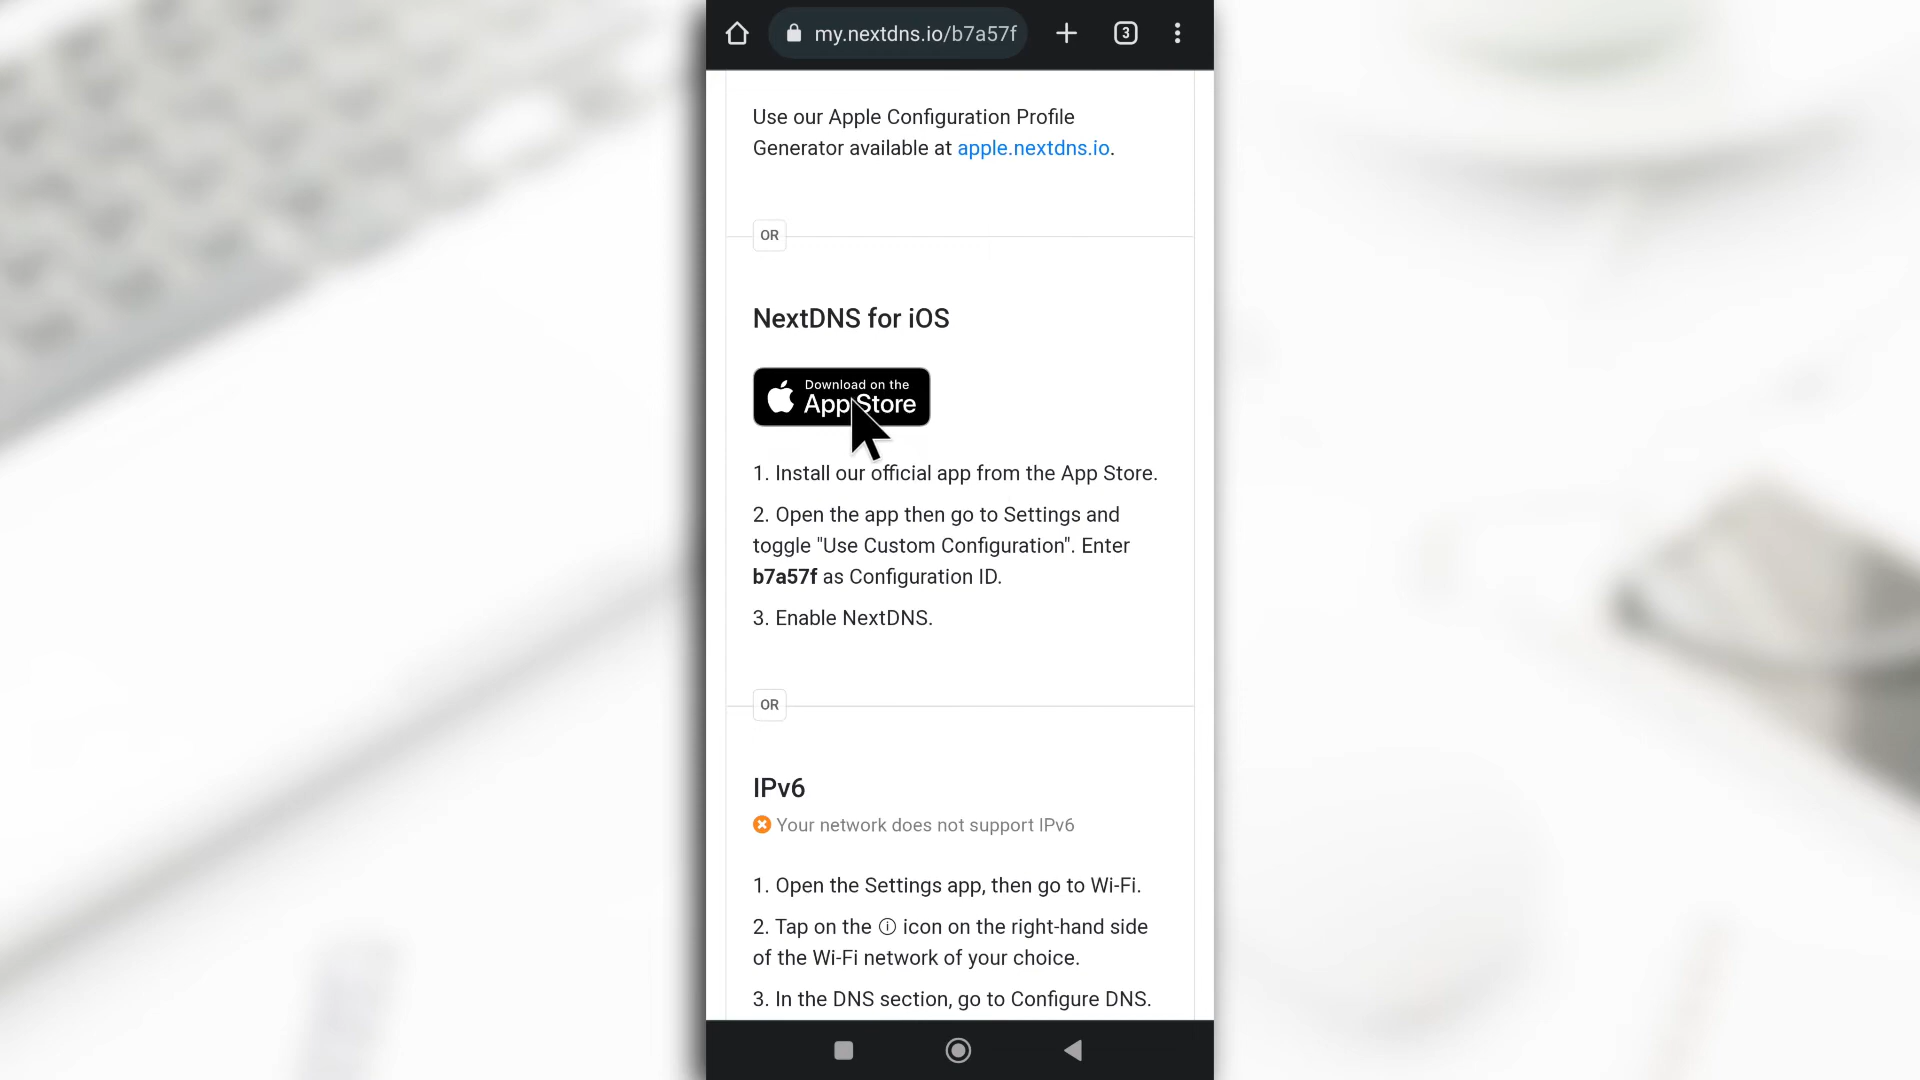 my.nextdns.io/b7a57f
3
Use our Apple Configuration Profile
Generator available at apple.nextdns.io.
OR
NextDNS for iOS
Download on the
App Store
1. Install our official app from the App Store.
2. Open the app then go to Settings and
toggle "Use Custom Configuration". Enter
b7a57f as Configuration ID.
3. Enable NextDNS.
OR
IPv6
Your network does not support IPv6
1. Open the Settings app, then go to Wi-Fi.
2. Tap on the ⓘ icon on the right-hand side
of the Wi-Fi network of your choice.
3. In the DNS section, go to Configure DNS.